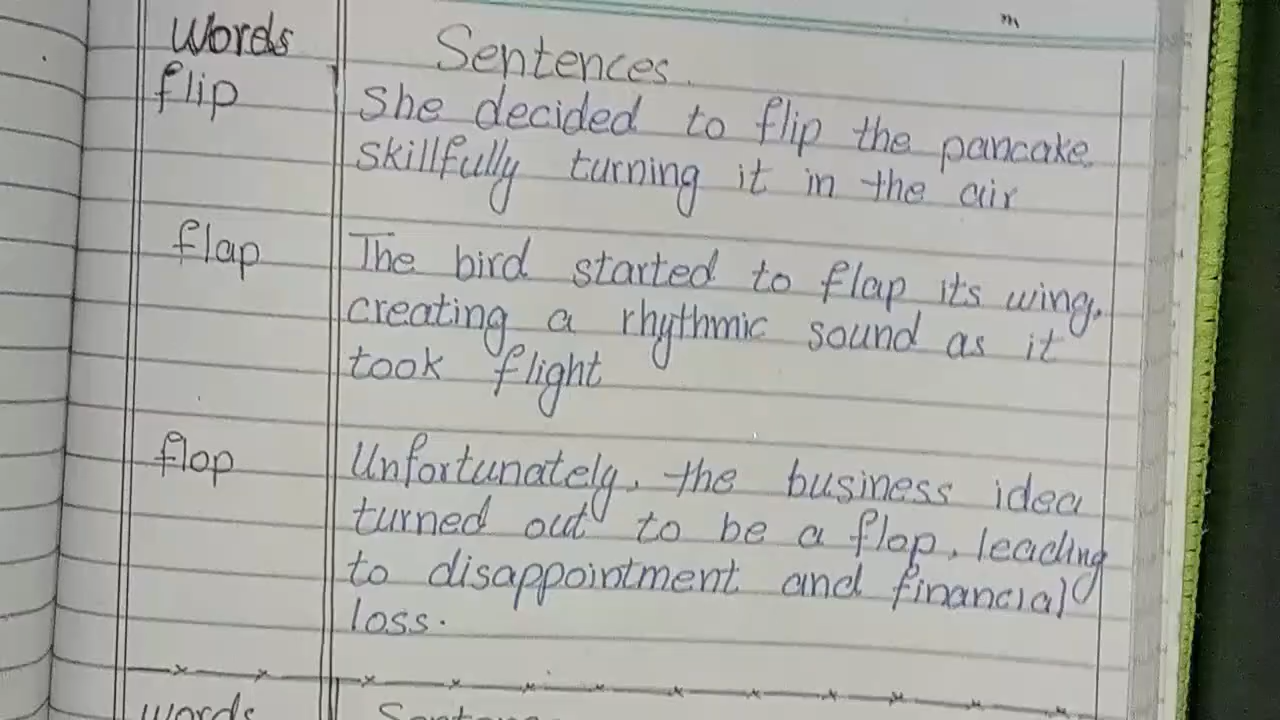 m
Words Sentences.
flip She decided to flip the pancake.
skillfully turning it in the air
flap The bird started to flap its wing,
creating a rhythmic sound as it
took flight
flop Unfortunately, the business idea
turned out to be a flop, leading
to disappointment and financial
loss.
words